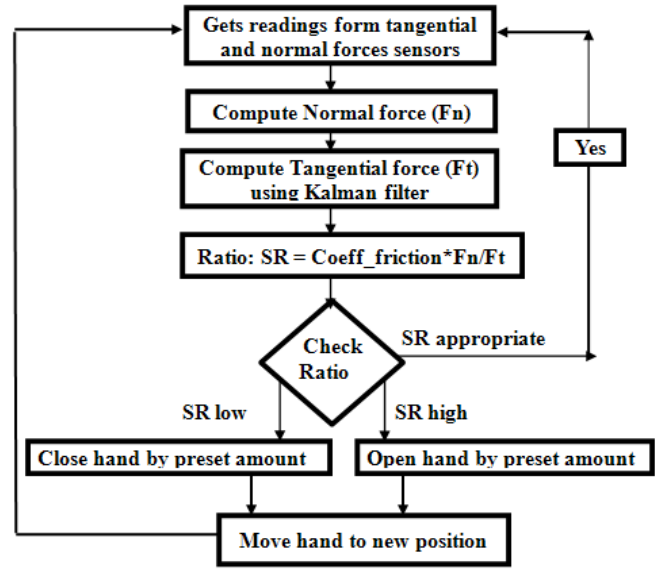 Gets readings form tangential
and normal forces sensors
Compute Normal force (Fn)
Yes
Compute Tangential force (Ft)
using Kalman filter
Ratio: SR = Coeff_friction*Fn/Ft
Check
Ratio
SR appropriate
SR low
SR high
Close hand by preset amount
Open hand by preset amount
Move hand to new position